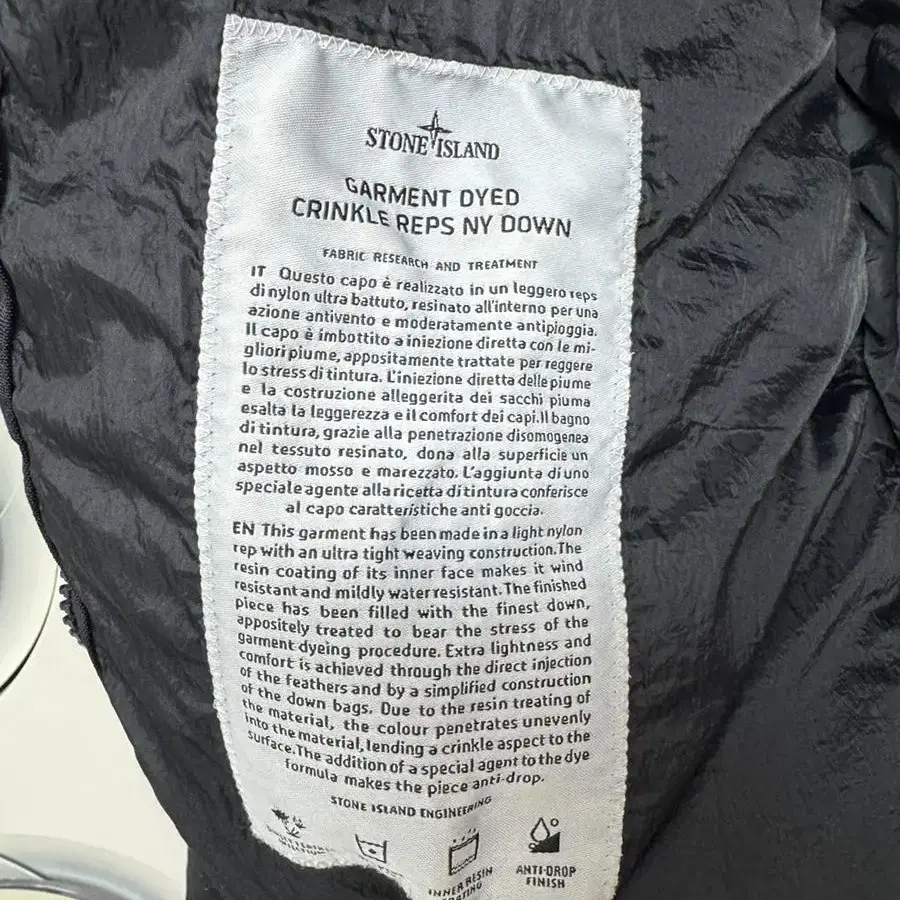 STONE ISLAND
GARMENT DYED
CRINKLE REPS NY DOWN
FABRIC RESEARCH AND TREATMENT
IT Questo capo è realizzato in un leggero reps
di nylon ultra battuto, resinato all'interno per una
azione antivento e moderatamente antipioggia.
Il capo è imbottito a iniezione diretta con le mi-
gliori piume, appositamente trattate per reggere
lo stress di tintura. L'iniezione diretta delle piume
e la costruzione alleggerita dei sacchi piuma
esalta la leggerezza e il comfort dei capi. Il bagno
di tintura, grazie alla penetrazione disomogenea
nel tessuto resinato, dona alla superficie un
aspetto mosso e marezzato. L'aggiunta di uno
speciale agente alla ricetta di tintura conferisce
al capo caratteristiche anti goccia.
EN This garment has been made in a light nylon
rep with an ultra tight weaving construction. The
resin coating of its inner face makes it wind
resistant and mildly water resistant. The finished
piece has been filled with the finest down,
appositely treated to bear the stress of the
garment dyeing procedure. Extra lightness and
comfort is achieved through the direct injection
of the feathers and by a simplified construction
of the down bags. Due to the resin treating of
the material, the colour penetrates unevenly
into the material, lending a crinkle aspect to the
surface. The addition of a special agent to the dye
formula makes the piece anti-drop.
STONE ISLAND ENGINEERING
INNER RESIN
COATING
ANTI-DROP
FINISH